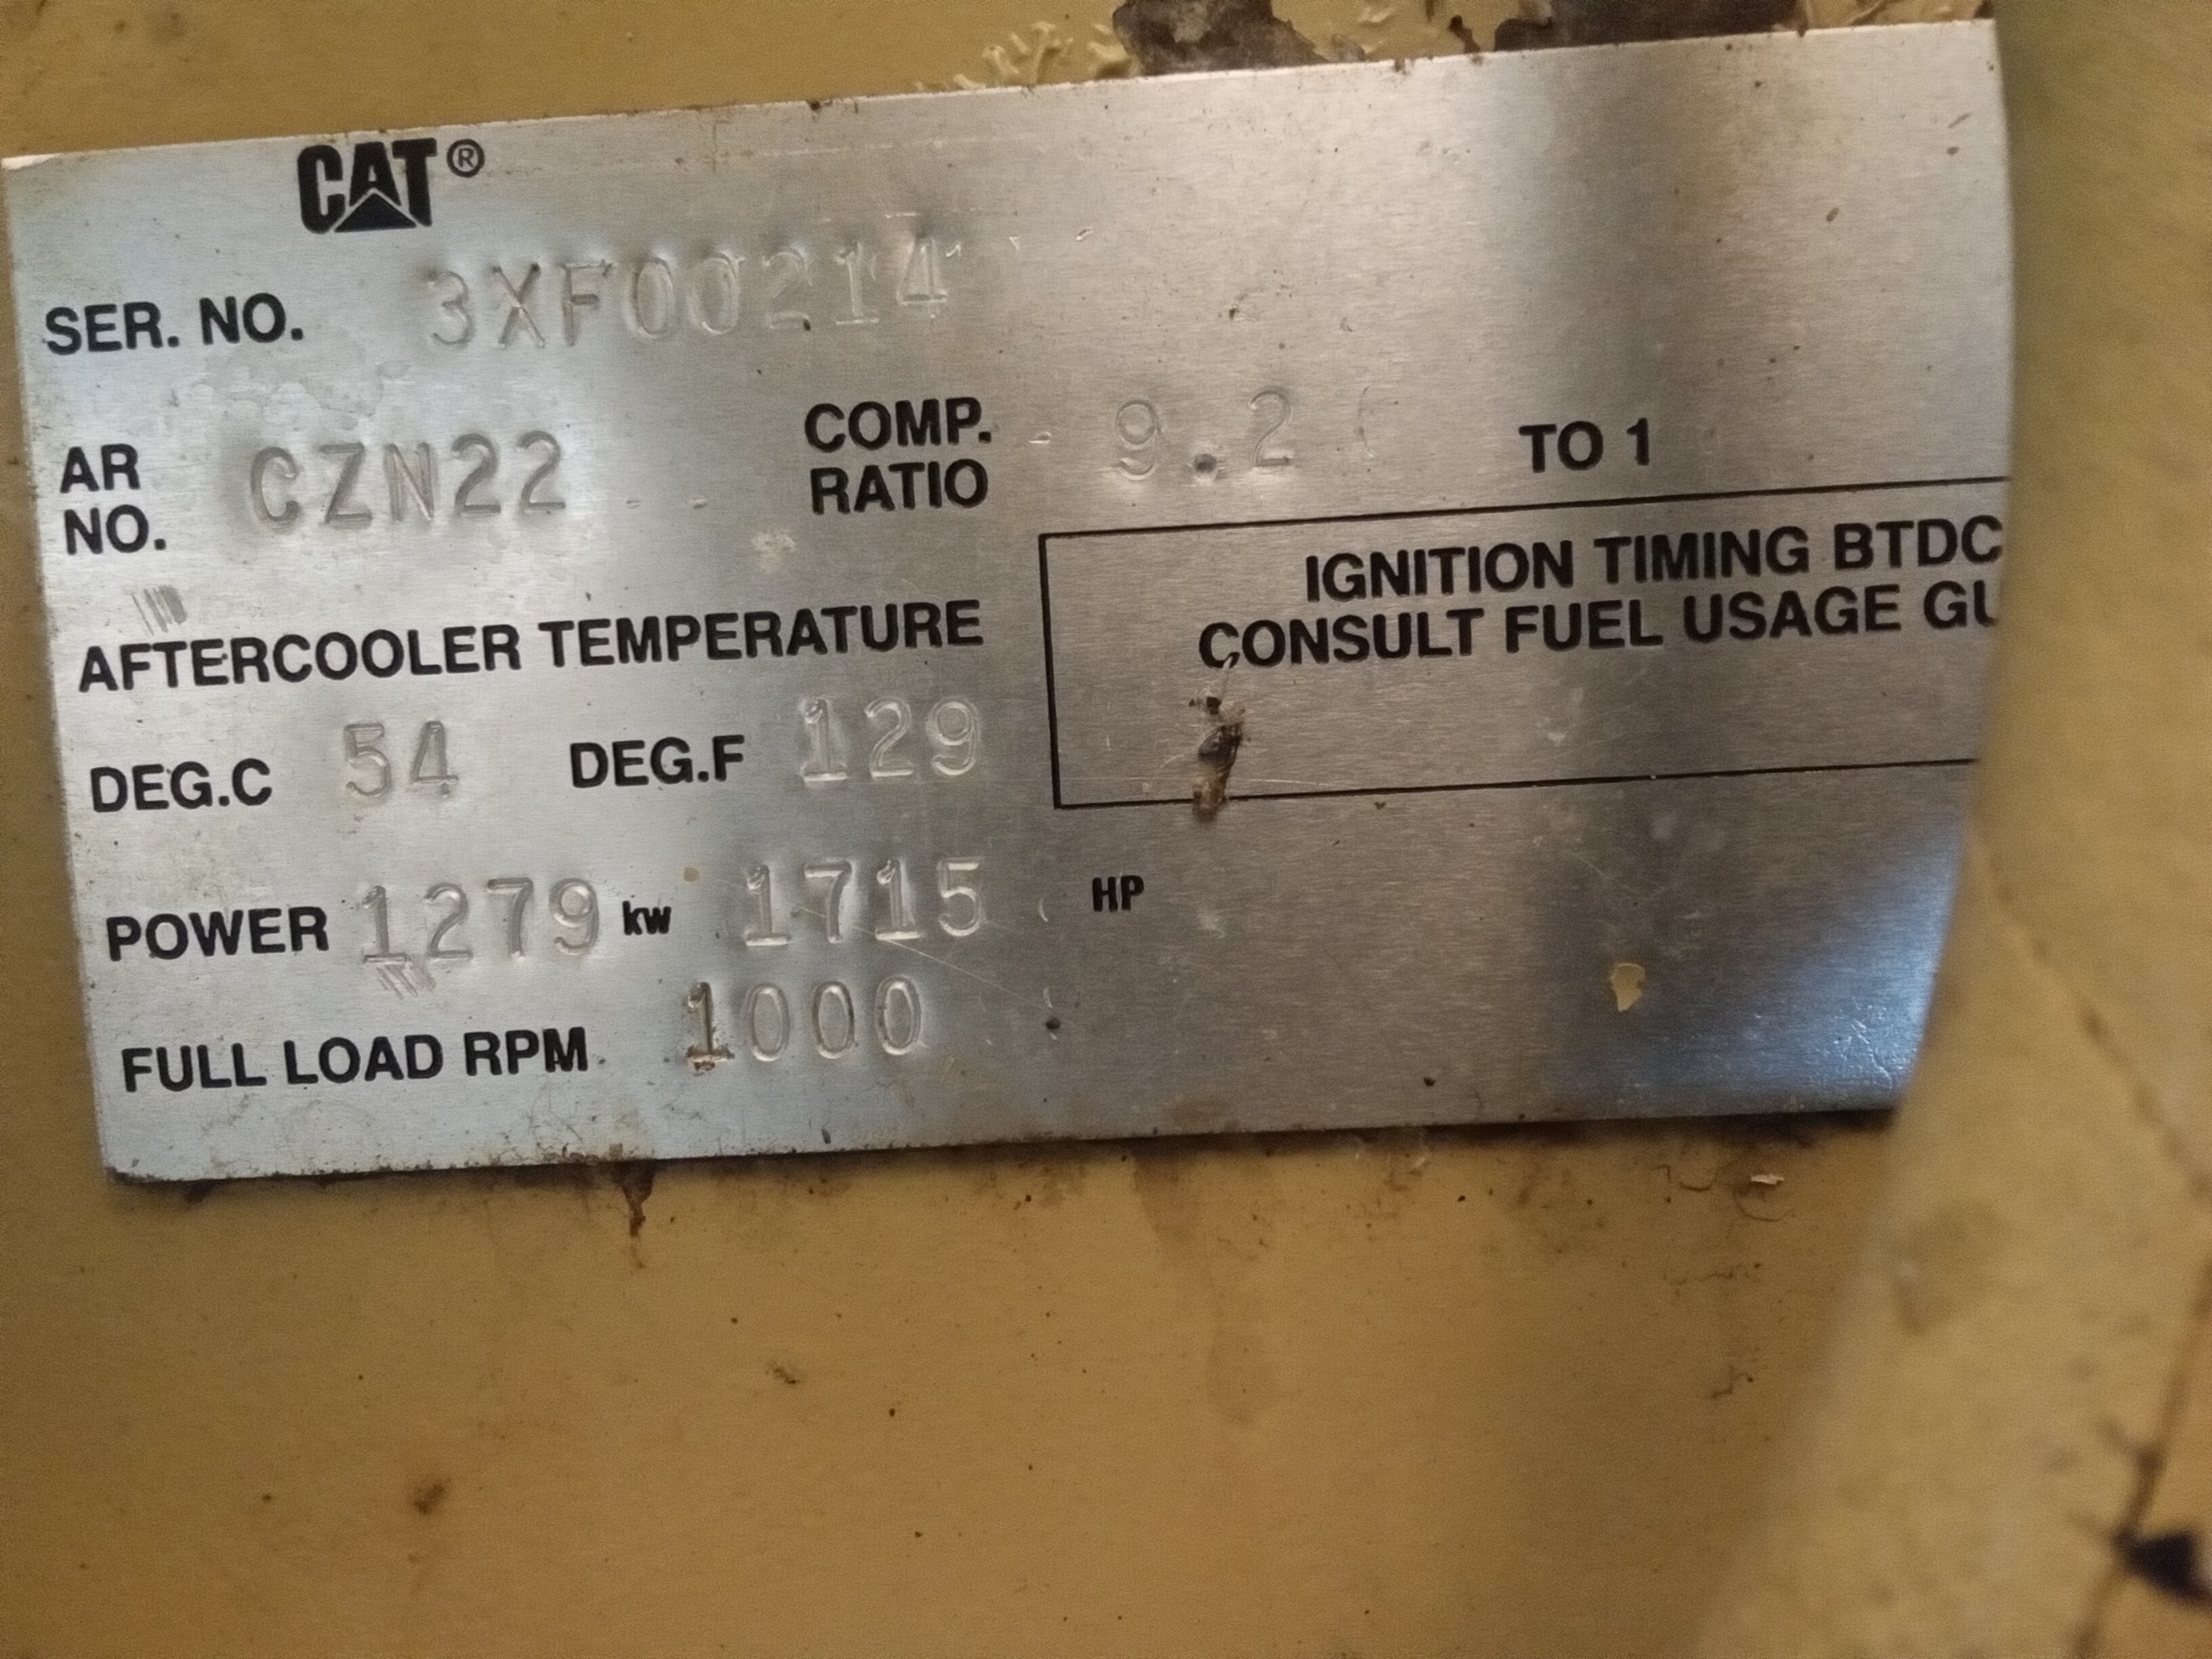 CAT®
SER. NO. 3XF00214
AR NO. CZN22 COMP. RATIO 9.2 TO 1
IGNITION TIMING BTDC
CONSULT FUEL USAGE
AFTERCOOLER TEMPERATURE
DEG.C 54 DEG.F 129
POWER 1279 kw 1715 HP
FULL LOAD RPM 1000